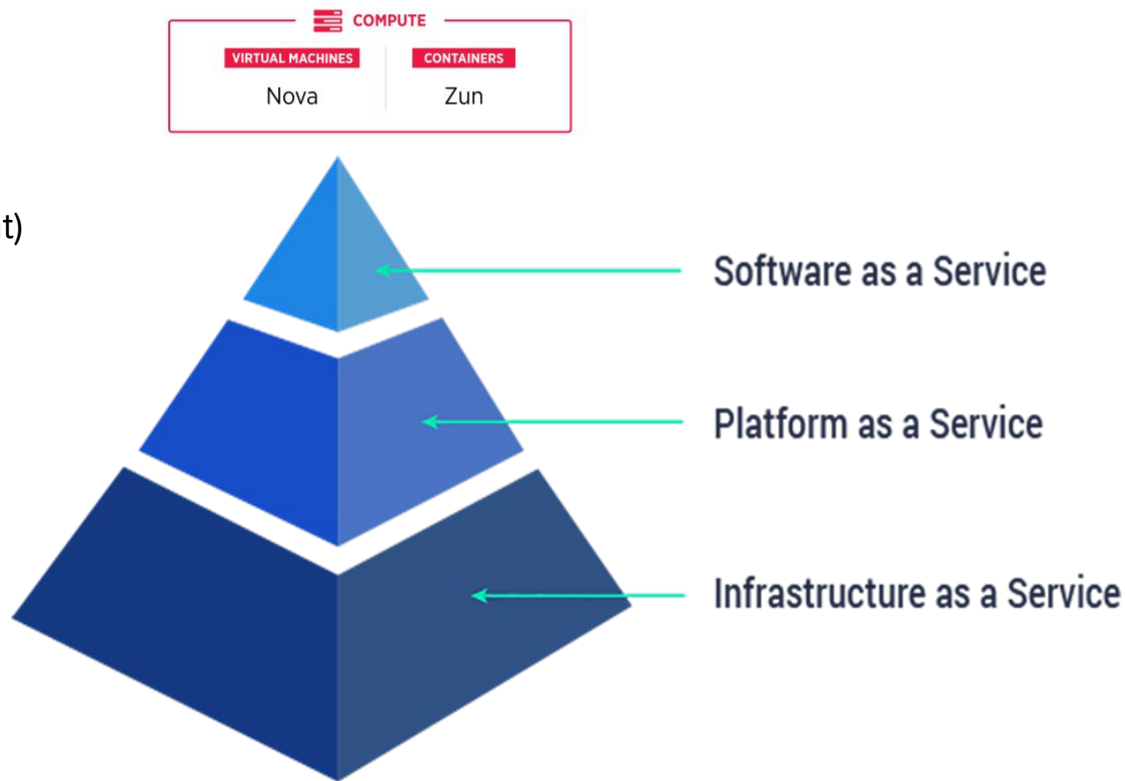 COMPUTE
VIRTUAL MACHINES CONTAINERS
Nova Zun
t)
Software as a Service
Platform as a Service
Infrastructure as a Service